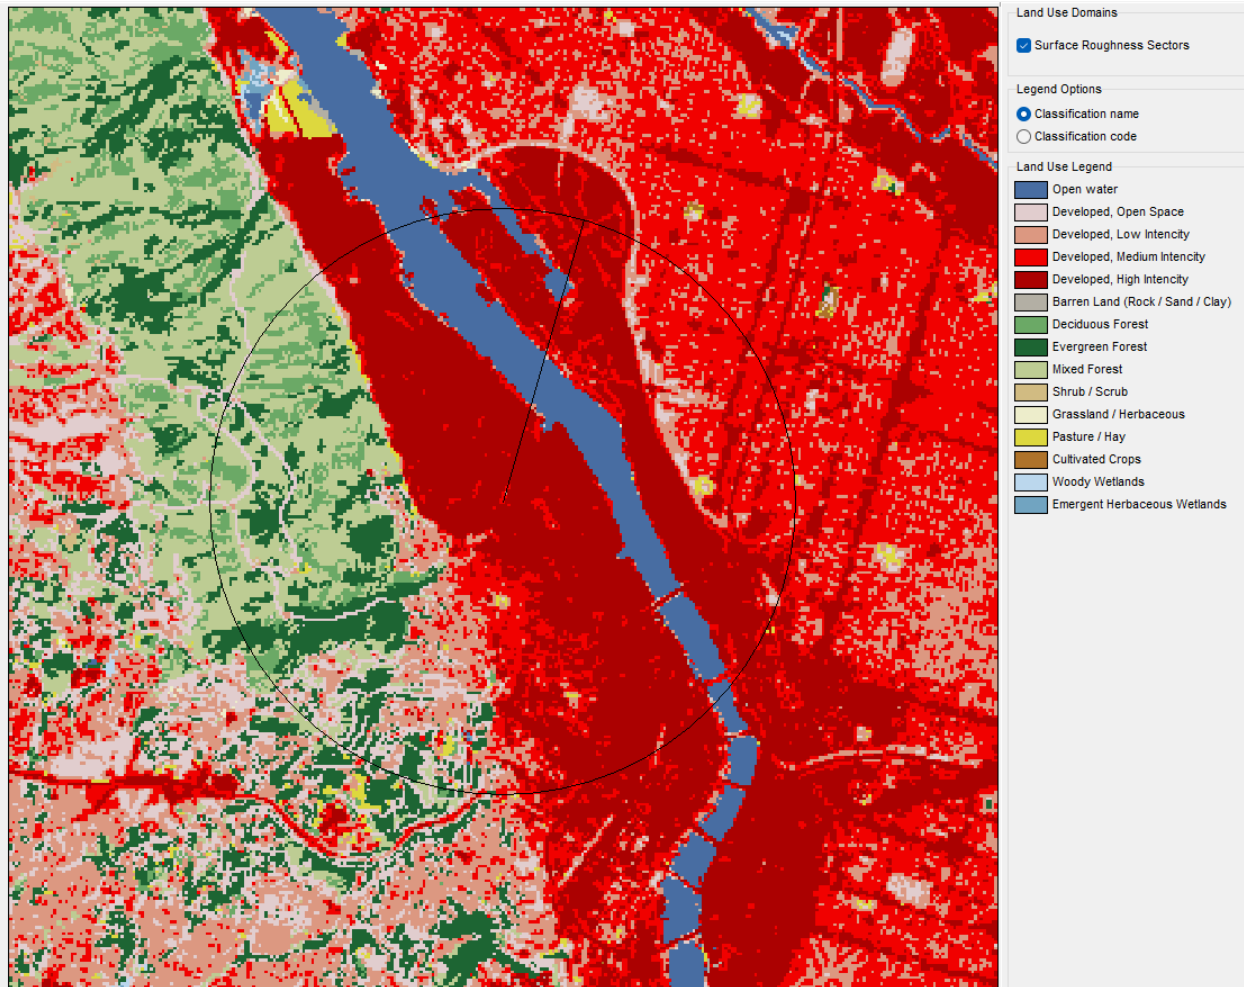 Land Use Domains
Surface Roughness Sectors
Legend Options
Classification name
Classification code
Land Use Legend
Open water
Developed, Open Space
Developed, Low Intencity
Developed, Medium Intencity
Developed, High Intencity
Barren Land (Rock / Sand / Clay)
Deciduous Forest
Evergreen Forest
Mixed Forest
Shrub / Scrub
Grassland / Herbaceous
Pasture / Hay
Cultivated Crops
Woody Wetlands
Emergent Herbaceous Wetlands